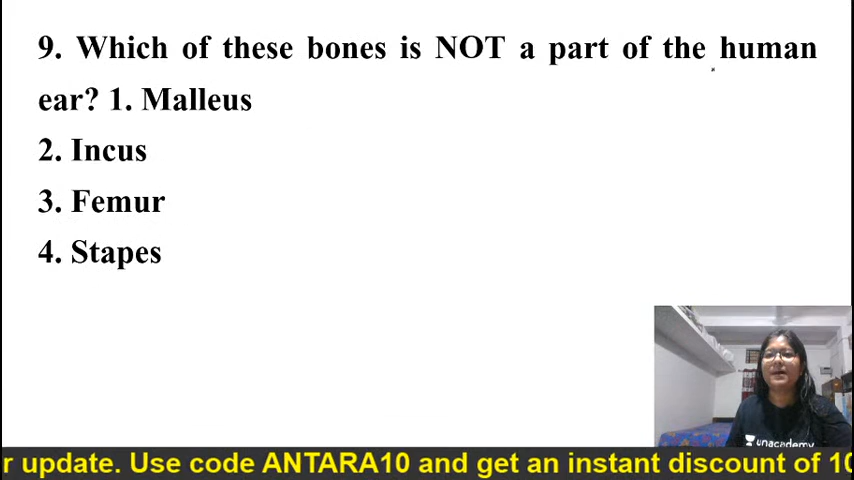 9. Which of these bones is NOT a part of the human
ear? 1. Malleus
2. Incus
3. Femur
4. Stapes
unacademy
r update. Use code ANTARA10 and get an instant discount of 10